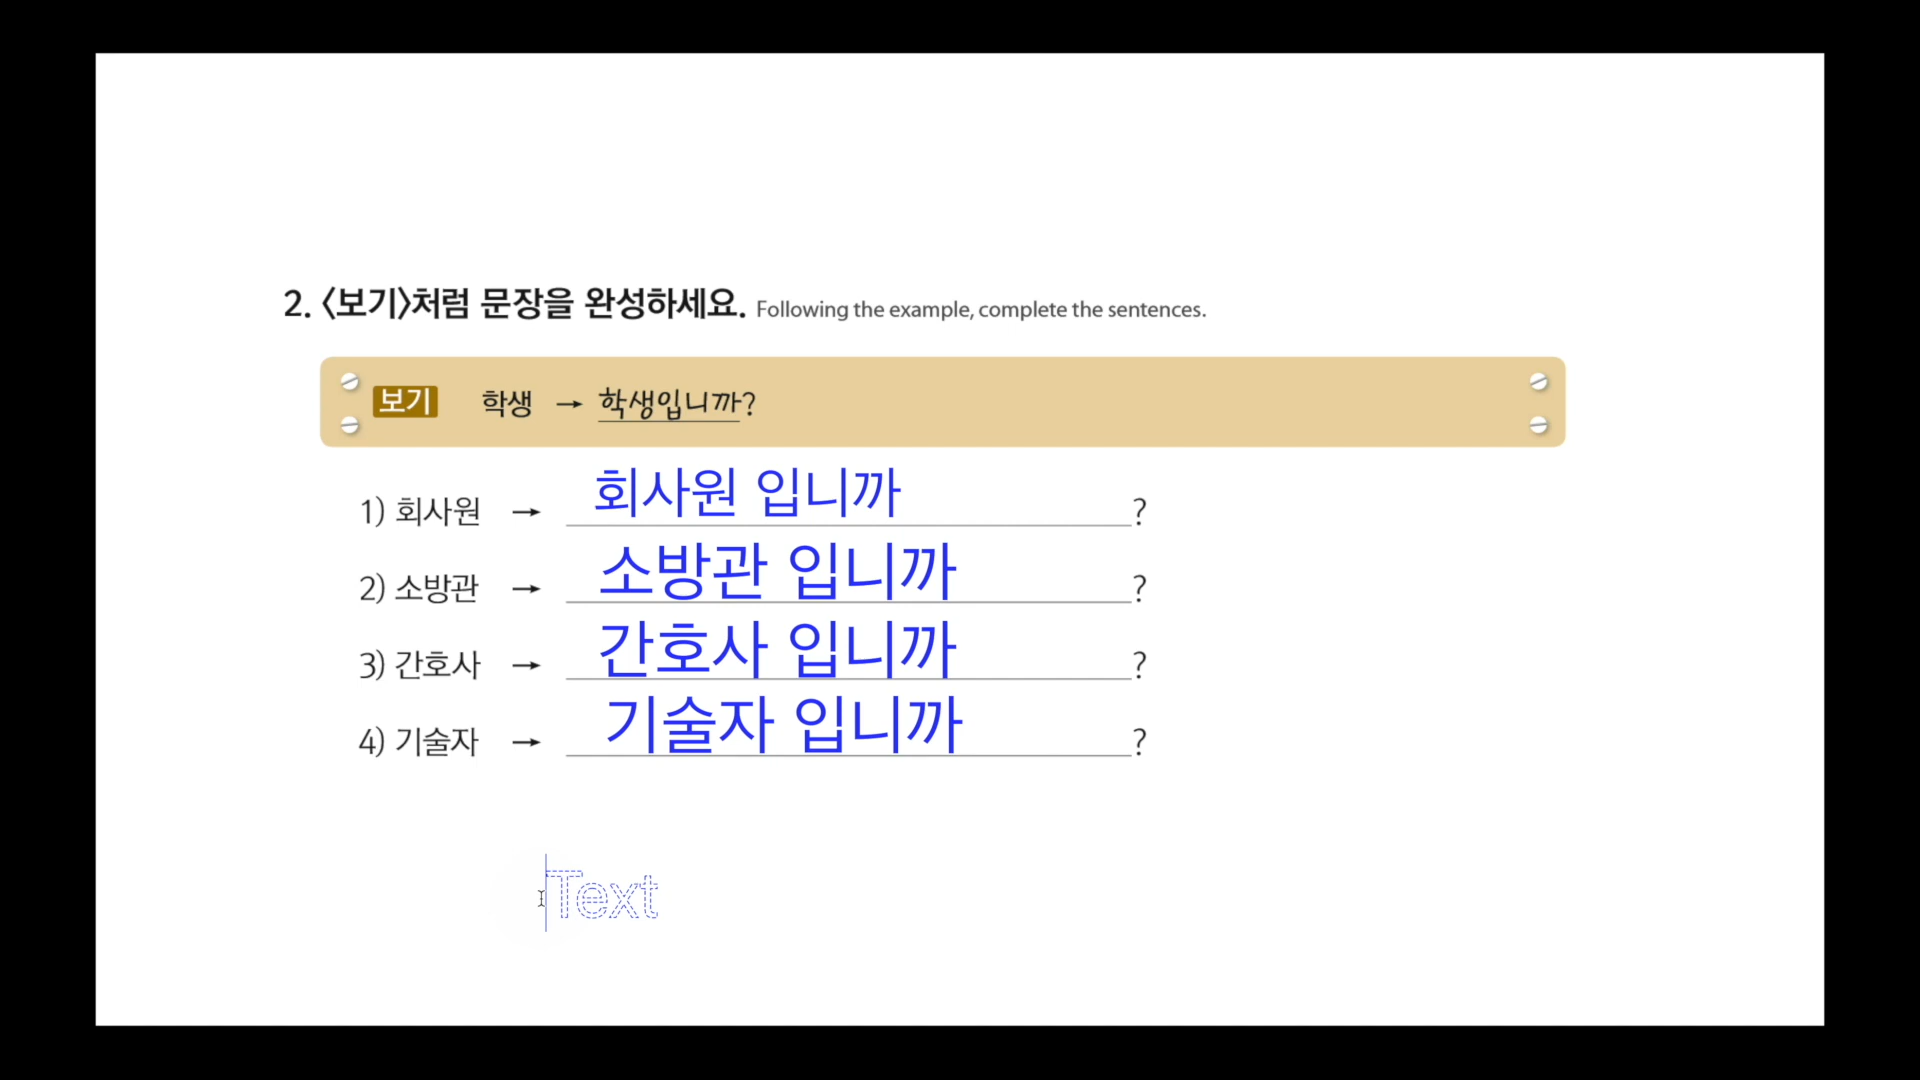 2. 〈보기〉처럼 문장을 완성하세요. Following the example, complete the sentences.
보기 학생 → 학생입니까?
1) 회사원 → 회사원 입니까 ?
2) 소방관 → 소방관 입니까 ?
3) 간호사 → 간호사 입니까 ?
4) 기술자 → 기술자 입니까 ?
Text